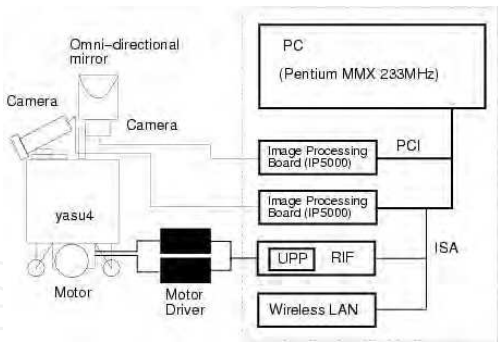 Omni-directional
mirror
Camera
Camera
yasu4
Motor
Motor
Driver
PC
(Pentium MMX 233MHz)
Image Processing
Board (IP5000)
PCI
Image Processing
Board (IP5000)
UPP RIF
ISA
Wireless LAN